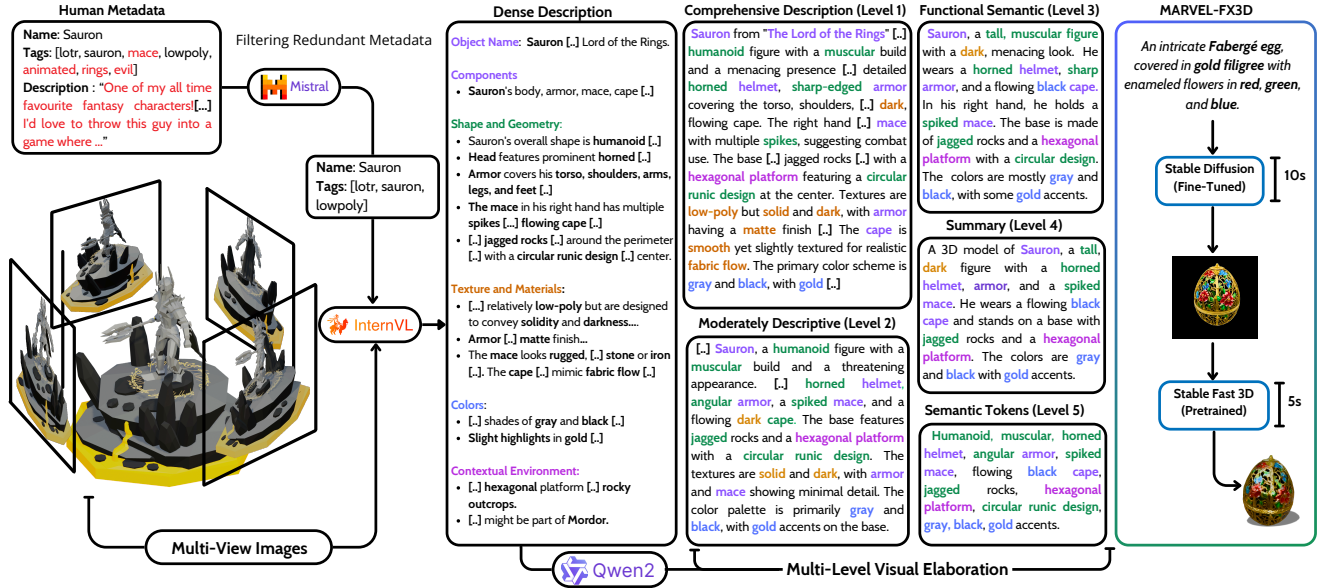 Human Metadata
Name: Sauron
Tags: [lotr, sauron, mace, lowpoly,
animated, rings, evil]
Description : “One of my all time
favourite fantasy characters![...]
I'd love to throw this guy into a
game where ...”
Filtering Redundant Metadata
Mistral
Name: Sauron
Tags: [lotr, sauron,
lowpoly]
InternVL
Multi-View Images
Dense Description
Object Name: Sauron [..] Lord of the Rings.
Components
• Sauron's body, armor, mace, cape [..]
Shape and Geometry:
• Sauron's overall shape is humanoid [..]
• Head features prominent horned [..]
• Armor covers his torso, shoulders, arms,
legs, and feet [..]
• The mace in his right hand has multiple
spikes [...] flowing cape [..]
• [..] jagged rocks [..] around the perimeter
[..] with a circular runic design [..] center.
Texture and Materials:
• [...] relatively low-poly but are designed
to convey solidity and darkness....
• Armor [..] matte finish...
• The mace looks rugged, [..] stone or iron
[..]. The cape [..] mimic fabric flow [..]
Colors:
• [..] shades of gray and black [..]
• Slight highlights in gold [..]
Contextual Environment:
• [..] hexagonal platform [..] rocky
outcrops.
• [..] might be part of Mordor.
Qwen2
Multi-Level Visual Elaboration
Comprehensive Description (Level 1)
Sauron from "The Lord of the Rings" [..]
humanoid figure with a muscular build
and a menacing presence [..] detailed
horned helmet, sharp-edged armor
covering the torso, shoulders, [..] dark,
flowing cape. The right hand [..] mace
with multiple spikes, suggesting combat
use. The base [..] jagged rocks [..] with a
hexagonal platform featuring a circular
runic design at the center. Textures are
low-poly but solid and dark, with armor
having a matte finish [..] The cape is
smooth yet slightly textured for realistic
fabric flow. The primary color scheme is
gray and black, with gold [..]
Moderately Descriptive (Level 2)
[..] Sauron, a humanoid figure with a
muscular build and a threatening
appearance. [..] horned helmet,
angular armor, a spiked mace, and a
flowing dark cape. The base features
jagged rocks and a hexagonal platform
with a circular runic design. The
textures are solid and dark, with armor
and mace showing minimal detail. The
color palette is primarily gray and
black, with gold accents on the base.
Functional Semantic (Level 3)
Sauron, a tall, muscular figure
with a dark, menacing look. He
wears a horned helmet, sharp
armor, and a flowing black cape.
In his right hand, he holds a
spiked mace. The base is made
of jagged rocks and a hexagonal
platform with a circular design.
The colors are mostly gray and
black, with some gold accents.
Summary (Level 4)
A 3D model of Sauron, a tall,
dark figure with a horned
helmet, armor, and a spiked
mace. He wears a flowing black
cape and stands on a base with
jagged rocks and a hexagonal
platform. The colors are gray
and black with gold accents.
Semantic Tokens (Level 5)
Humanoid, muscular, horned
helmet, angular armor, spiked
mace, flowing black cape,
jagged rocks, hexagonal
platform, circular runic design,
gray, black, gold accents.
MARVEL-FX3D
An intricate Fabergé egg,
covered in gold filigree with
enameled flowers in red, green,
and blue.
Stable Diffusion
(Fine-Tuned)
10s
Stable Fast 3D
(Pretrained)
5s